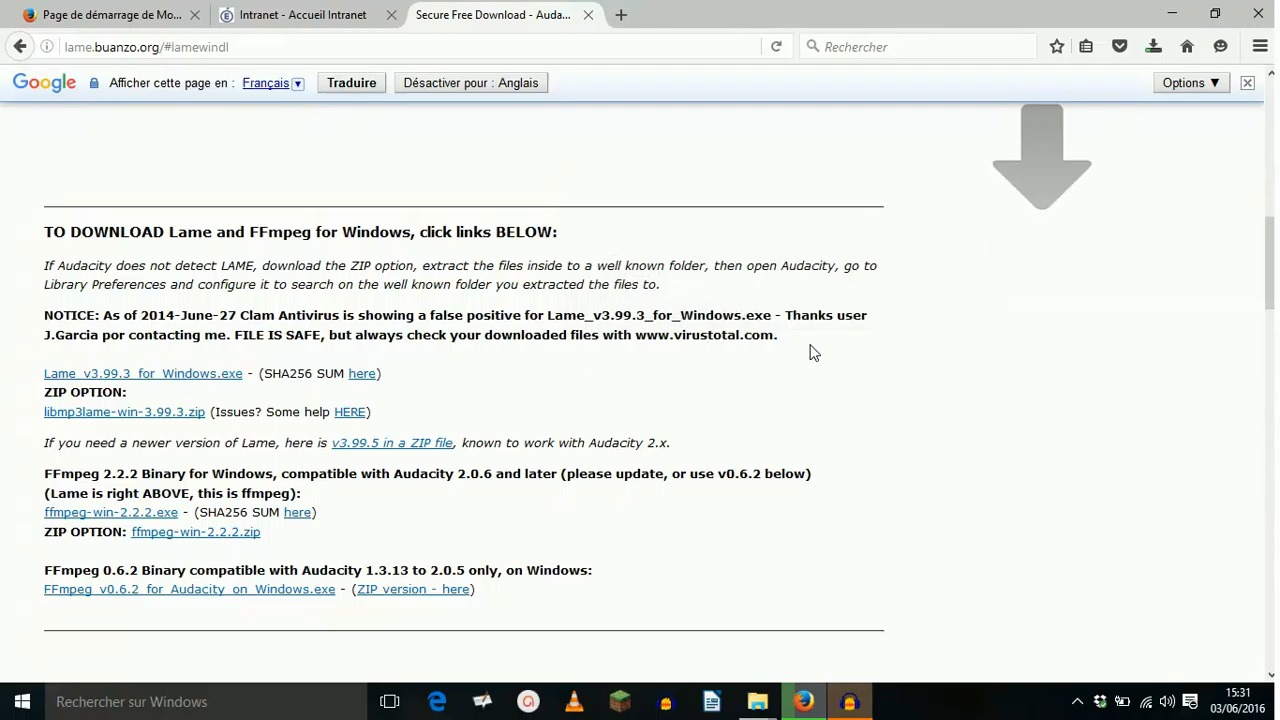 Page de démarrage de Mo...
Intranet - Accueil Intranet
Secure Free Download - Auda...
lame.buanzo.org/#lamewindl
Rechercher
Google Afficher cette page en : Français Traduire Désactiver pour : Anglais Options ▼
TO DOWNLOAD Lame and FFmpeg for Windows, click links BELOW:
If Audacity does not detect LAME, download the ZIP option, extract the files inside to a well known folder, then open Audacity, go to
Library Preferences and configure it to search on the well known folder you extracted the files to.
NOTICE: As of 2014-June-27 Clam Antivirus is showing a false positive for Lame_v3.99.3_for_Windows.exe - Thanks user
J.Garcia por contacting me. FILE IS SAFE, but always check your downloaded files with www.virustotal.com.
Lame_v3.99.3_for_Windows.exe - (SHA256 SUM here)
ZIP OPTION:
libmp3lame-win-3.99.3.zip (Issues? Some help HERE)
If you need a newer version of Lame, here is v3.99.5 in a ZIP file, known to work with Audacity 2.x.
FFmpeg 2.2.2 Binary for Windows, compatible with Audacity 2.0.6 and later (please update, or use v0.6.2 below)
(Lame is right ABOVE, this is ffmpeg):
ffmpeg-win-2.2.2.exe - (SHA256 SUM here)
ZIP OPTION: ffmpeg-win-2.2.2.zip
FFmpeg 0.6.2 Binary compatible with Audacity 1.3.13 to 2.0.5 only, on Windows:
FFmpeg_v0.6.2_for_Audacity_on_Windows.exe - (ZIP version - here)
Rechercher sur Windows
15:31
03/06/2016